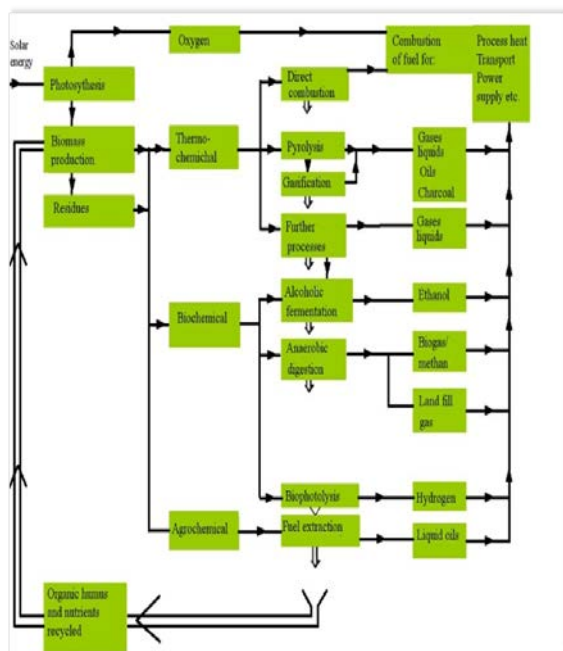 Solar
energy
Photosythesis
Oxygen
Combustion
of fuel for:
Process heat
Transport
Power
supply etc.
Direct
combustion
Biomass
production
Thermo-
chemichal
Pyrolysis
Gases
liquids
Oils
Charcoal
Gasification
Residues
Further
processes
Gases
liquids
Biochemical
Alcoholic
fermentation
Ethanol
Anaerobic
digestion
Biogas/
methan
Land fill
gas
Biophotolysis
Hydrogen
Agrochemical
Fuel extraction
Liquid oils
Organic humus
and nutrients
recycled